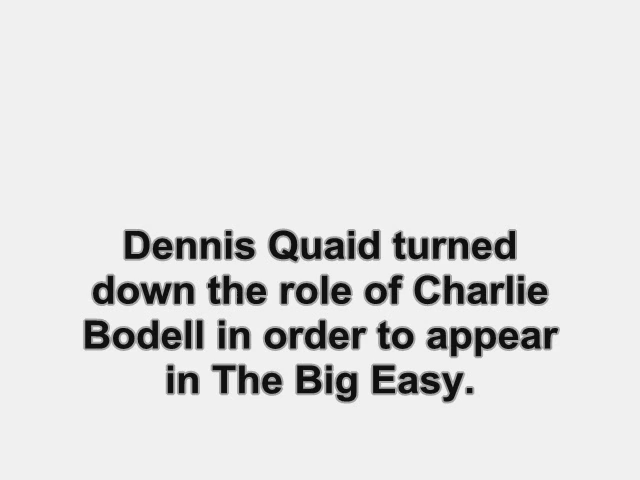 Dennis Quaid turned
down the role of Charlie
Bodell in order to appear
in The Big Easy.